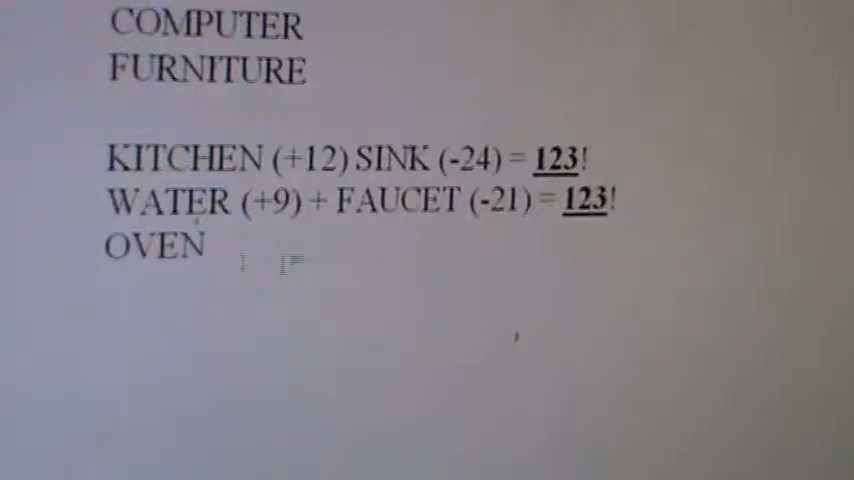 COMPUTER
FURNITURE
KITCHEN (+12) SINK (-24) = 123!
WATER (+9) + FAUCET (-21) = 123!
OVEN